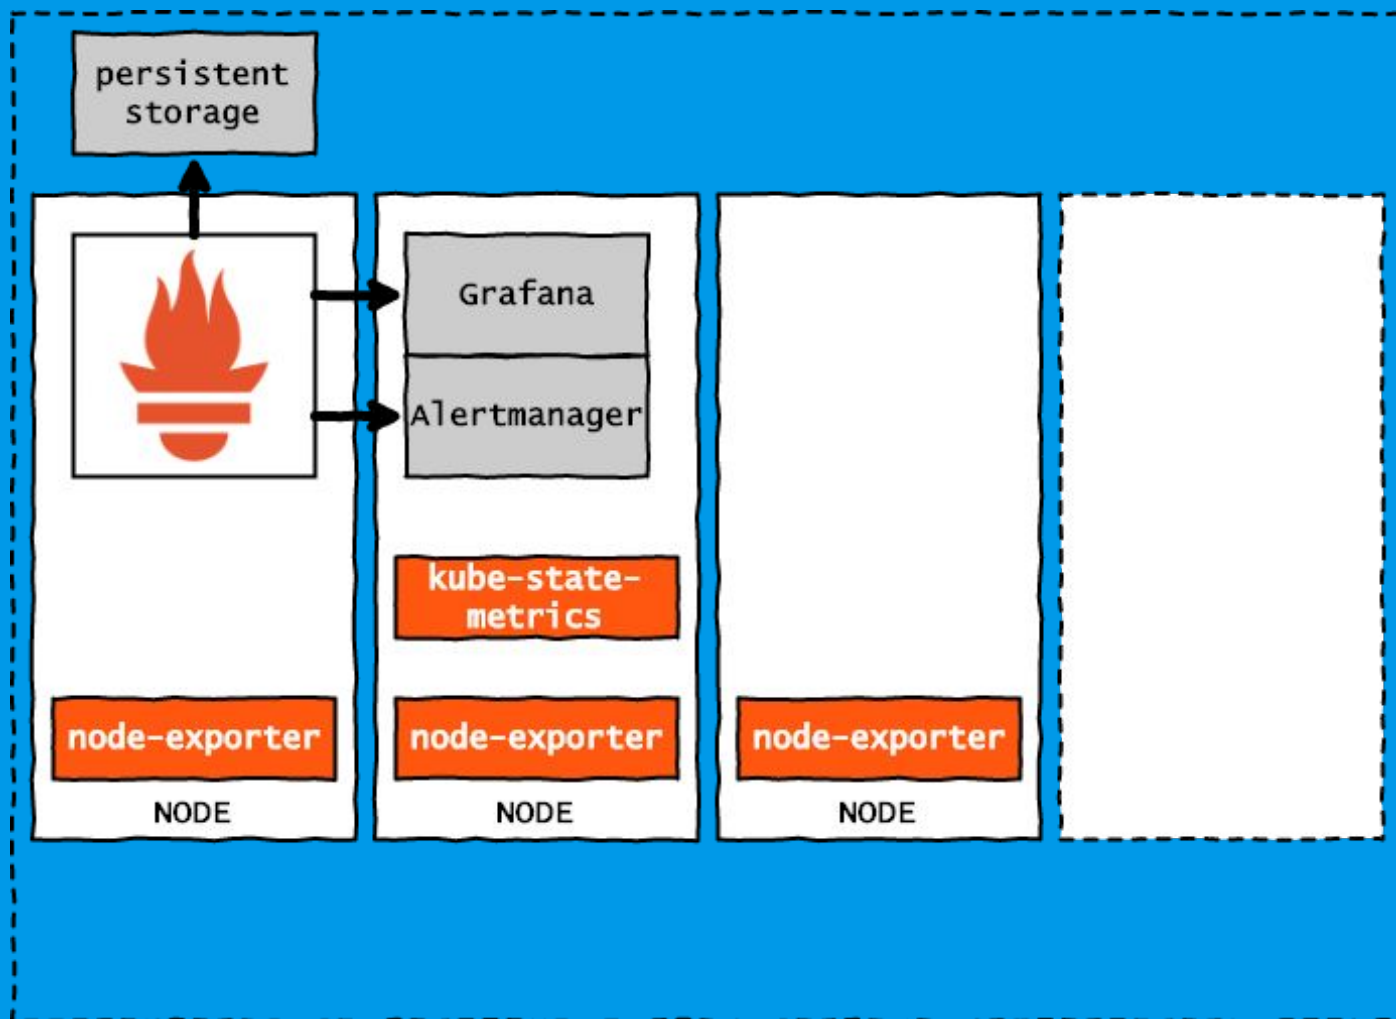 persistent
storage
Grafana
Alertmanager
kube-state-
metrics
node-exporter
node-exporter
node-exporter
NODE
NODE
NODE